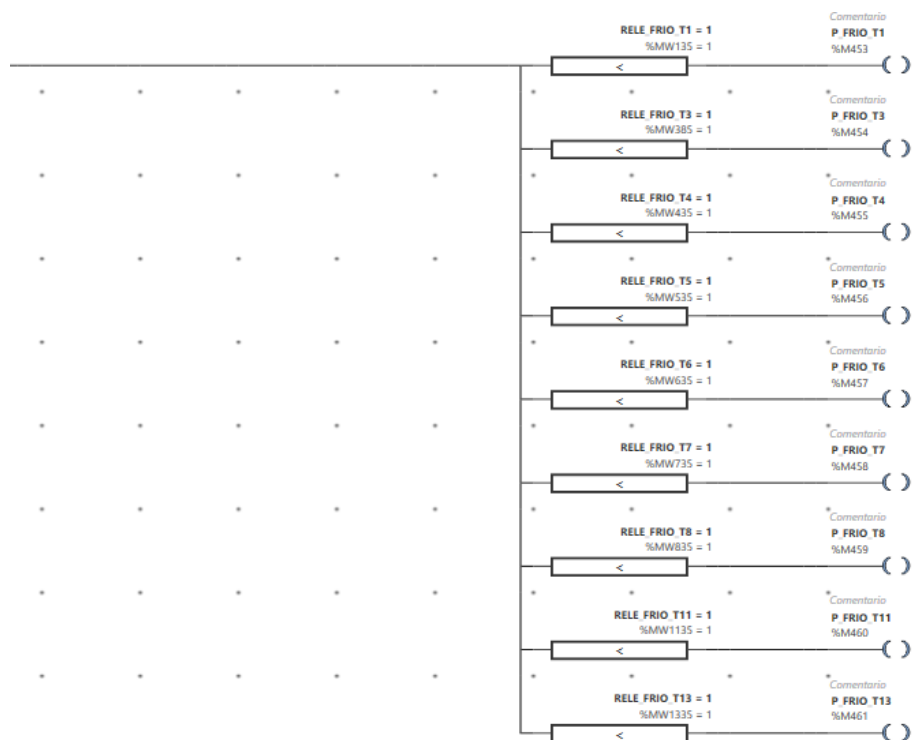 Comentario
RELE_FRIO_T1 = 1
P_FRIO_T1
%MW135 = 1
%M453
<
Comentario
RELE_FRIO_T3 = 1
P_FRIO_T3
%MW385 = 1
%M454
<
Comentario
RELE_FRIO_T4 = 1
P_FRIO_T4
%MW435 = 1
%M455
<
Comentario
RELE_FRIO_T5 = 1
P_FRIO_T5
%MW535 = 1
%M456
<
Comentario
RELE_FRIO_T6 = 1
P_FRIO_T6
%MW635 = 1
%M457
<
Comentario
RELE_FRIO_T7 = 1
P_FRIO_T7
%MW735 = 1
%M458
<
Comentario
RELE_FRIO_T8 = 1
P_FRIO_T8
%MW835 = 1
%M459
<
Comentario
RELE_FRIO_T11 = 1
P_FRIO_T11
%MW1135 = 1
%M460
<
Comentario
RELE_FRIO_T13 = 1
P_FRIO_T13
%MW1335 = 1
%M461
<